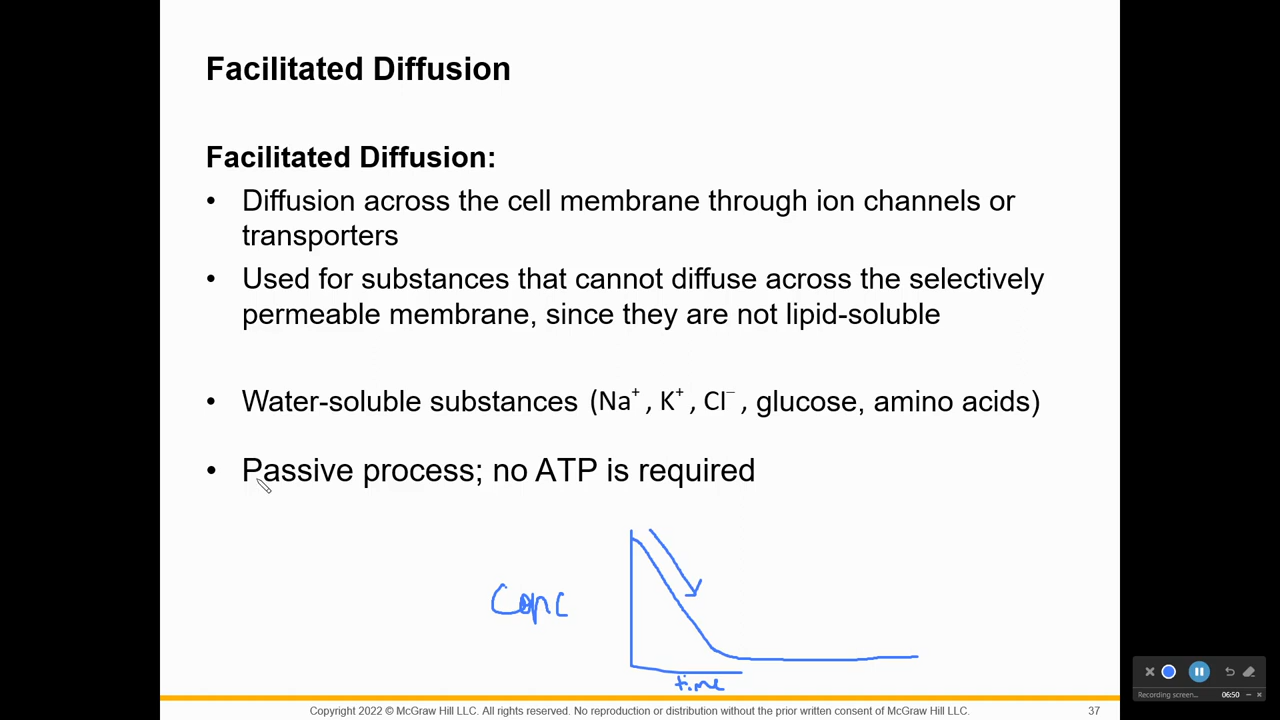 Facilitated Diffusion
Facilitated Diffusion:
• Diffusion across the cell membrane through ion channels or
transporters
• Used for substances that cannot diffuse across the selectively
permeable membrane, since they are not lipid-soluble
• Water-soluble substances (Na⁺, K⁺, Cl⁻, glucose, amino acids)
• Passive process; no ATP is required
Conc
time
Recording screen... 06:50
Copyright 2022 © McGraw Hill LLC. All rights reserved. No reproduction or distribution without the prior written consent of McGraw Hill LLC. 37